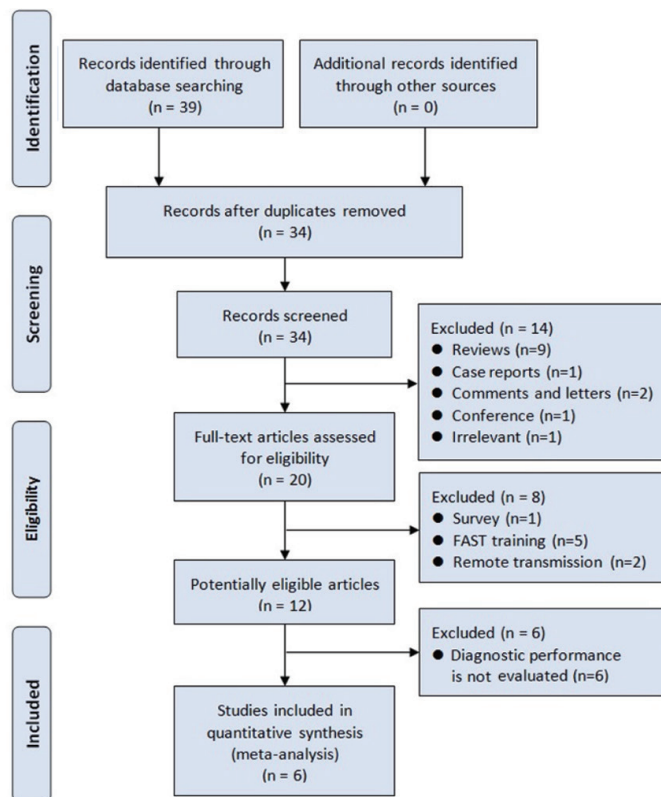 Identification
Records identified through
database searching
(n = 39)
Additional records identified
through other sources
(n = 0)
Records after duplicates removed
(n = 34)
Screening
Records screened
(n = 34)
Excluded (n = 14)
● Reviews (n=9)
● Case reports (n=1)
● Comments and letters (n=2)
● Conference (n=1)
● Irrelevant (n=1)
Eligibility
Full-text articles assessed
for eligibility
(n = 20)
Excluded (n = 8)
● Survey (n=1)
● FAST training (n=5)
● Remote transmission (n=2)
Potentially eligible articles
(n = 12)
Included
Excluded (n = 6)
● Diagnostic performance
is not evaluated (n=6)
Studies included in
quantitative synthesis
(meta-analysis)
(n = 6)